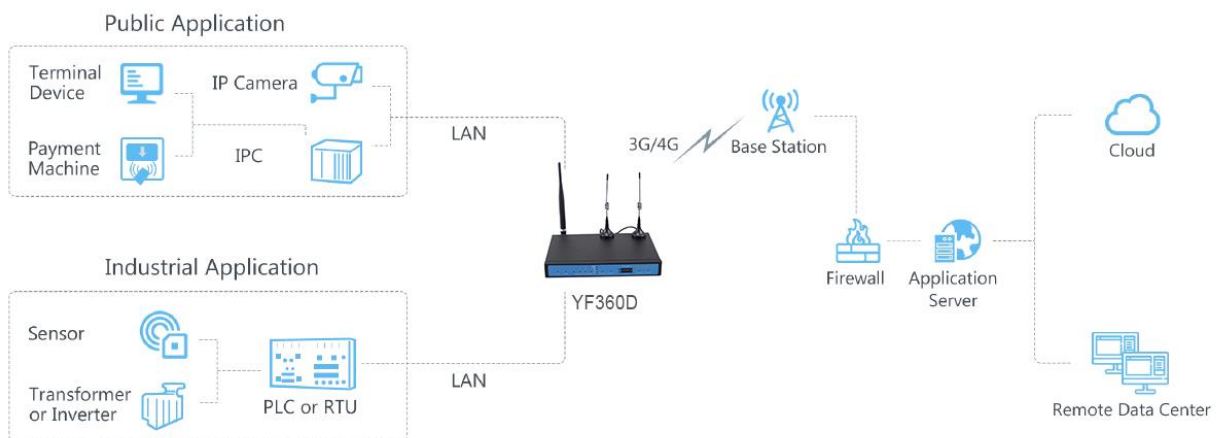 Public Application
Terminal
Device
IP Camera
Payment
Machine
IPC
LAN
3G/4G
Base Station
Cloud
Firewall
Application
Server
YF360D
Industrial Application
Sensor
Transformer
or Inverter
PLC or RTU
LAN
Remote Data Center